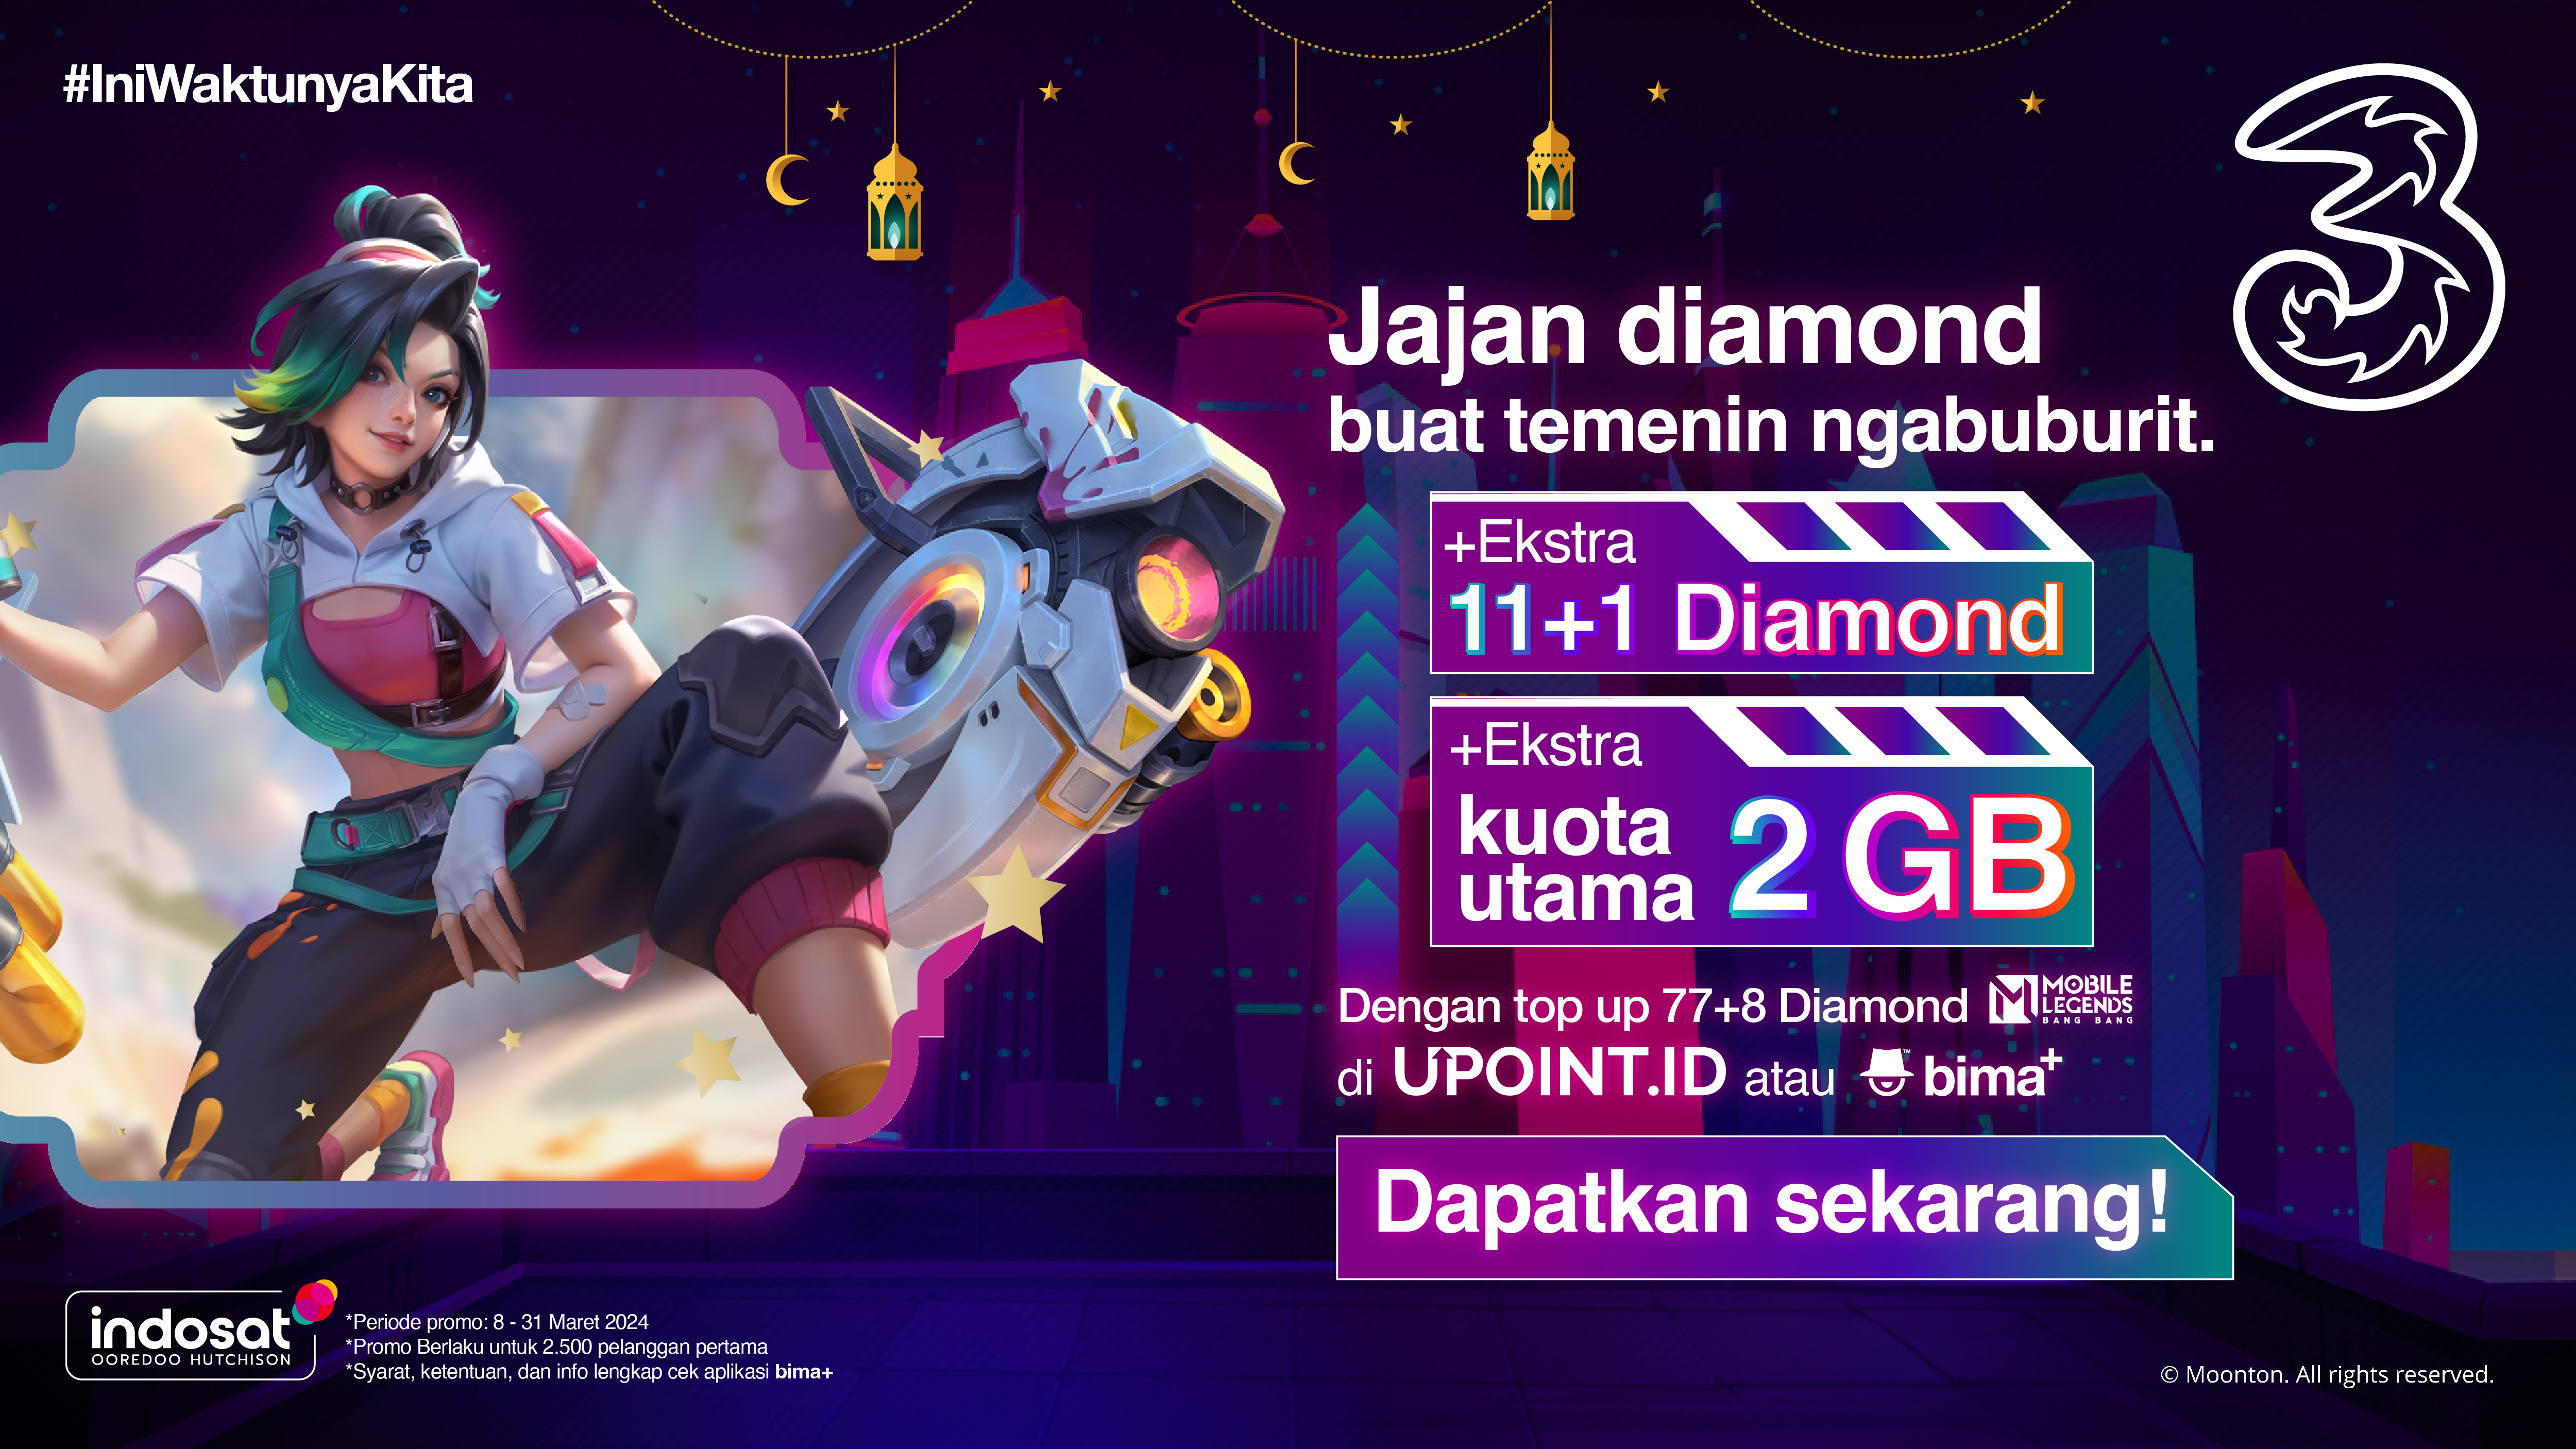 #IniWaktunyaKita
Jajan diamond
buat temenin ngabuburit.
+Ekstra
11+1 Diamond
+Ekstra
kuota
utama
2 GB
Dengan top up 77+8 Diamond
MOBILE
LEGENDS
BANG BANG
di UPOINT.ID atau bima+
Dapatkan sekarang!
indosat
OOREDOO HUTCHISON
*Periode promo: 8 - 31 Maret 2024
*Promo Berlaku untuk 2.500 pelanggan pertama
*Syarat, ketentuan, dan info lengkap cek aplikasi bima+
© Moonton. All rights reserved.